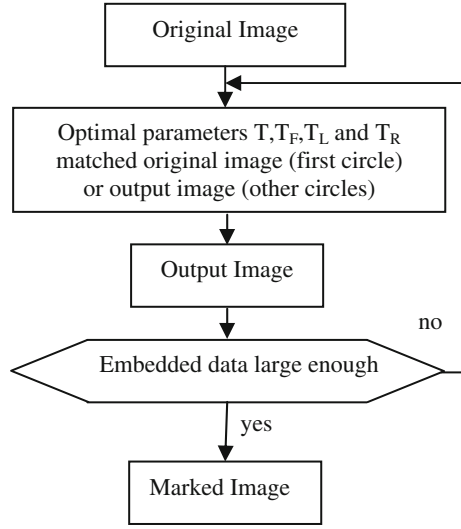 Original Image
Optimal parameters T,T_F,T_L and T_R
matched original image (first circle)
or output image (other circles)
Output Image
no
Embedded data large enough
yes
Marked Image